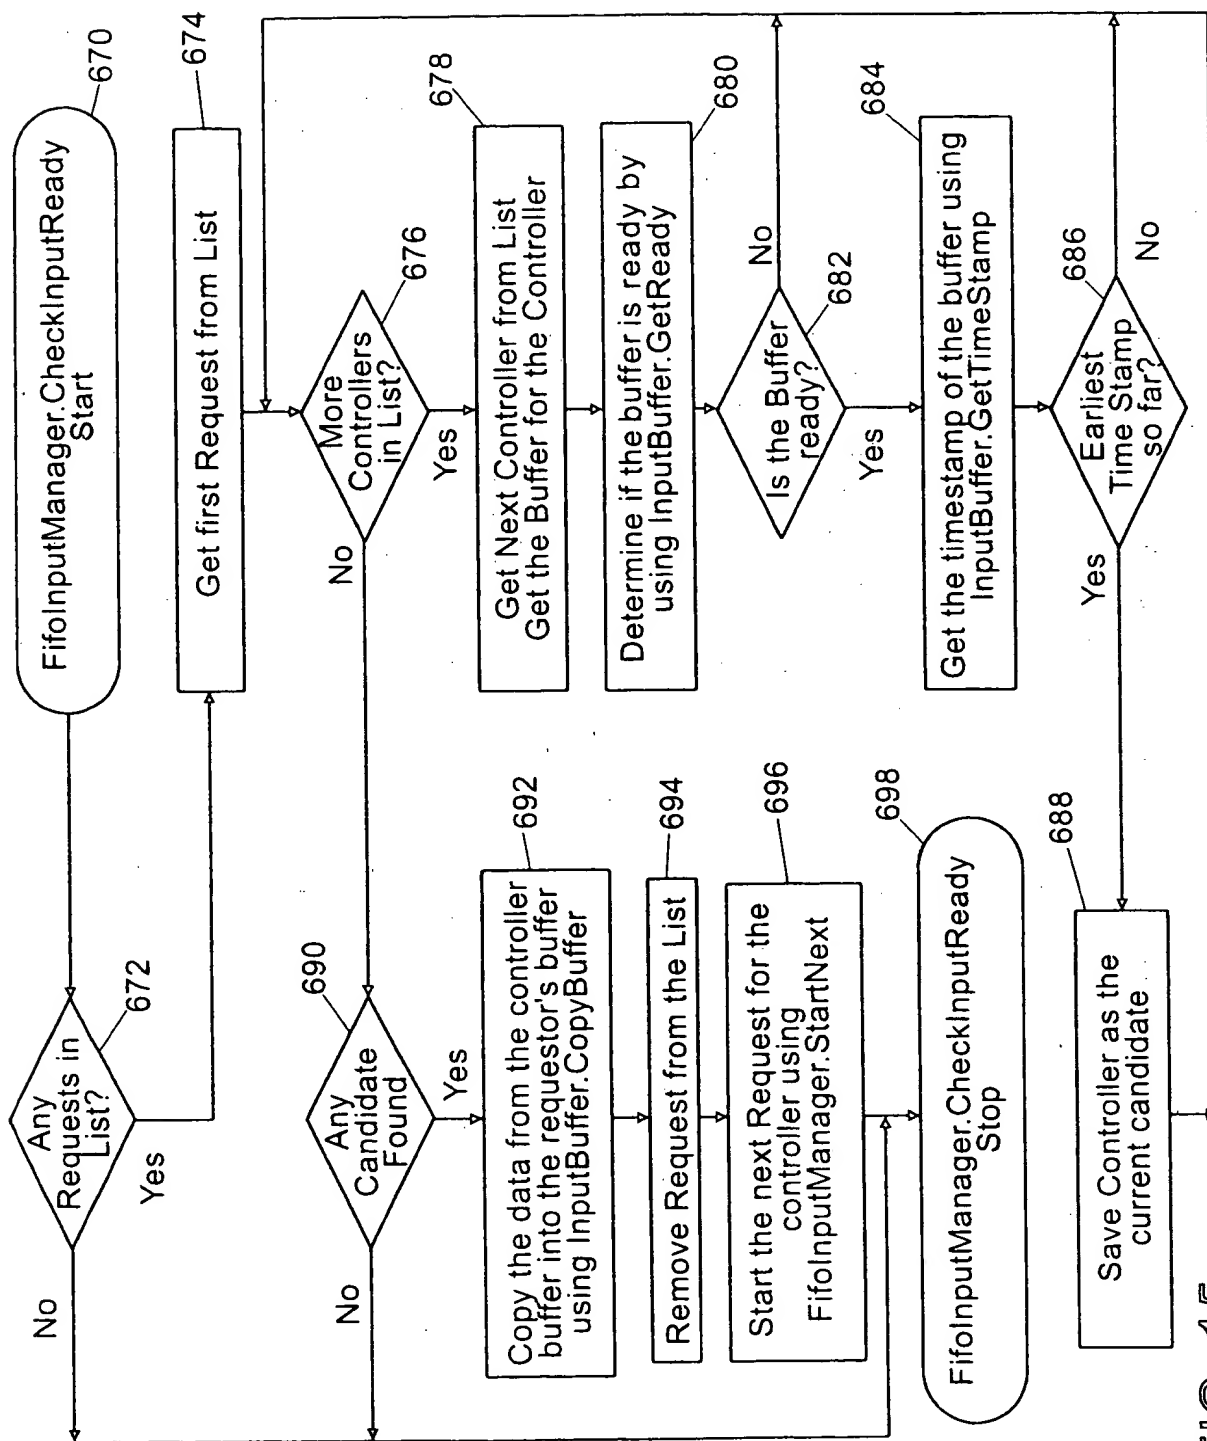 FifoInputManager.CheckInputReady
Start
670
Any
Requests in
List?
672
No
Yes
Get first Request from List
674
More
Controllers
in List?
676
No
Yes
Get Next Controller from List
Get the Buffer for the Controller
678
Determine if the buffer is ready by
using InputBuffer.GetReady
680
Is the Buffer
ready?
682
No
Yes
Get the timestamp of the buffer using
InputBuffer.GetTimeStamp
684
Earliest
Time Stamp
so far?
686
No
Yes
Save Controller as the
current candidate
688
Any
Candidate
Found
690
No
Yes
Copy the data from the controller
buffer into the requestor's buffer
using InputBuffer.CopyBuffer
692
Remove Request from the List
694
Start the next Request for the
controller using
FifoInputManager.StartNext
696
FifoInputManager.CheckInputReady
Stop
698